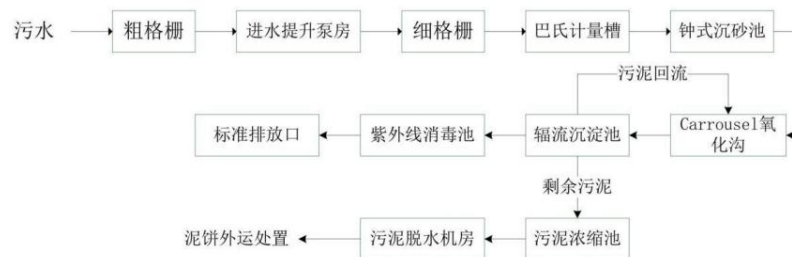 污水
粗格栅
进水提升泵房
细格栅
巴氏计量槽
钟式沉砂池
污泥回流
标准排放口
紫外线消毒池
辐流沉淀池
Carrousel氧
化沟
剩余污泥
泥饼外运处置
污泥脱水机房
污泥浓缩池